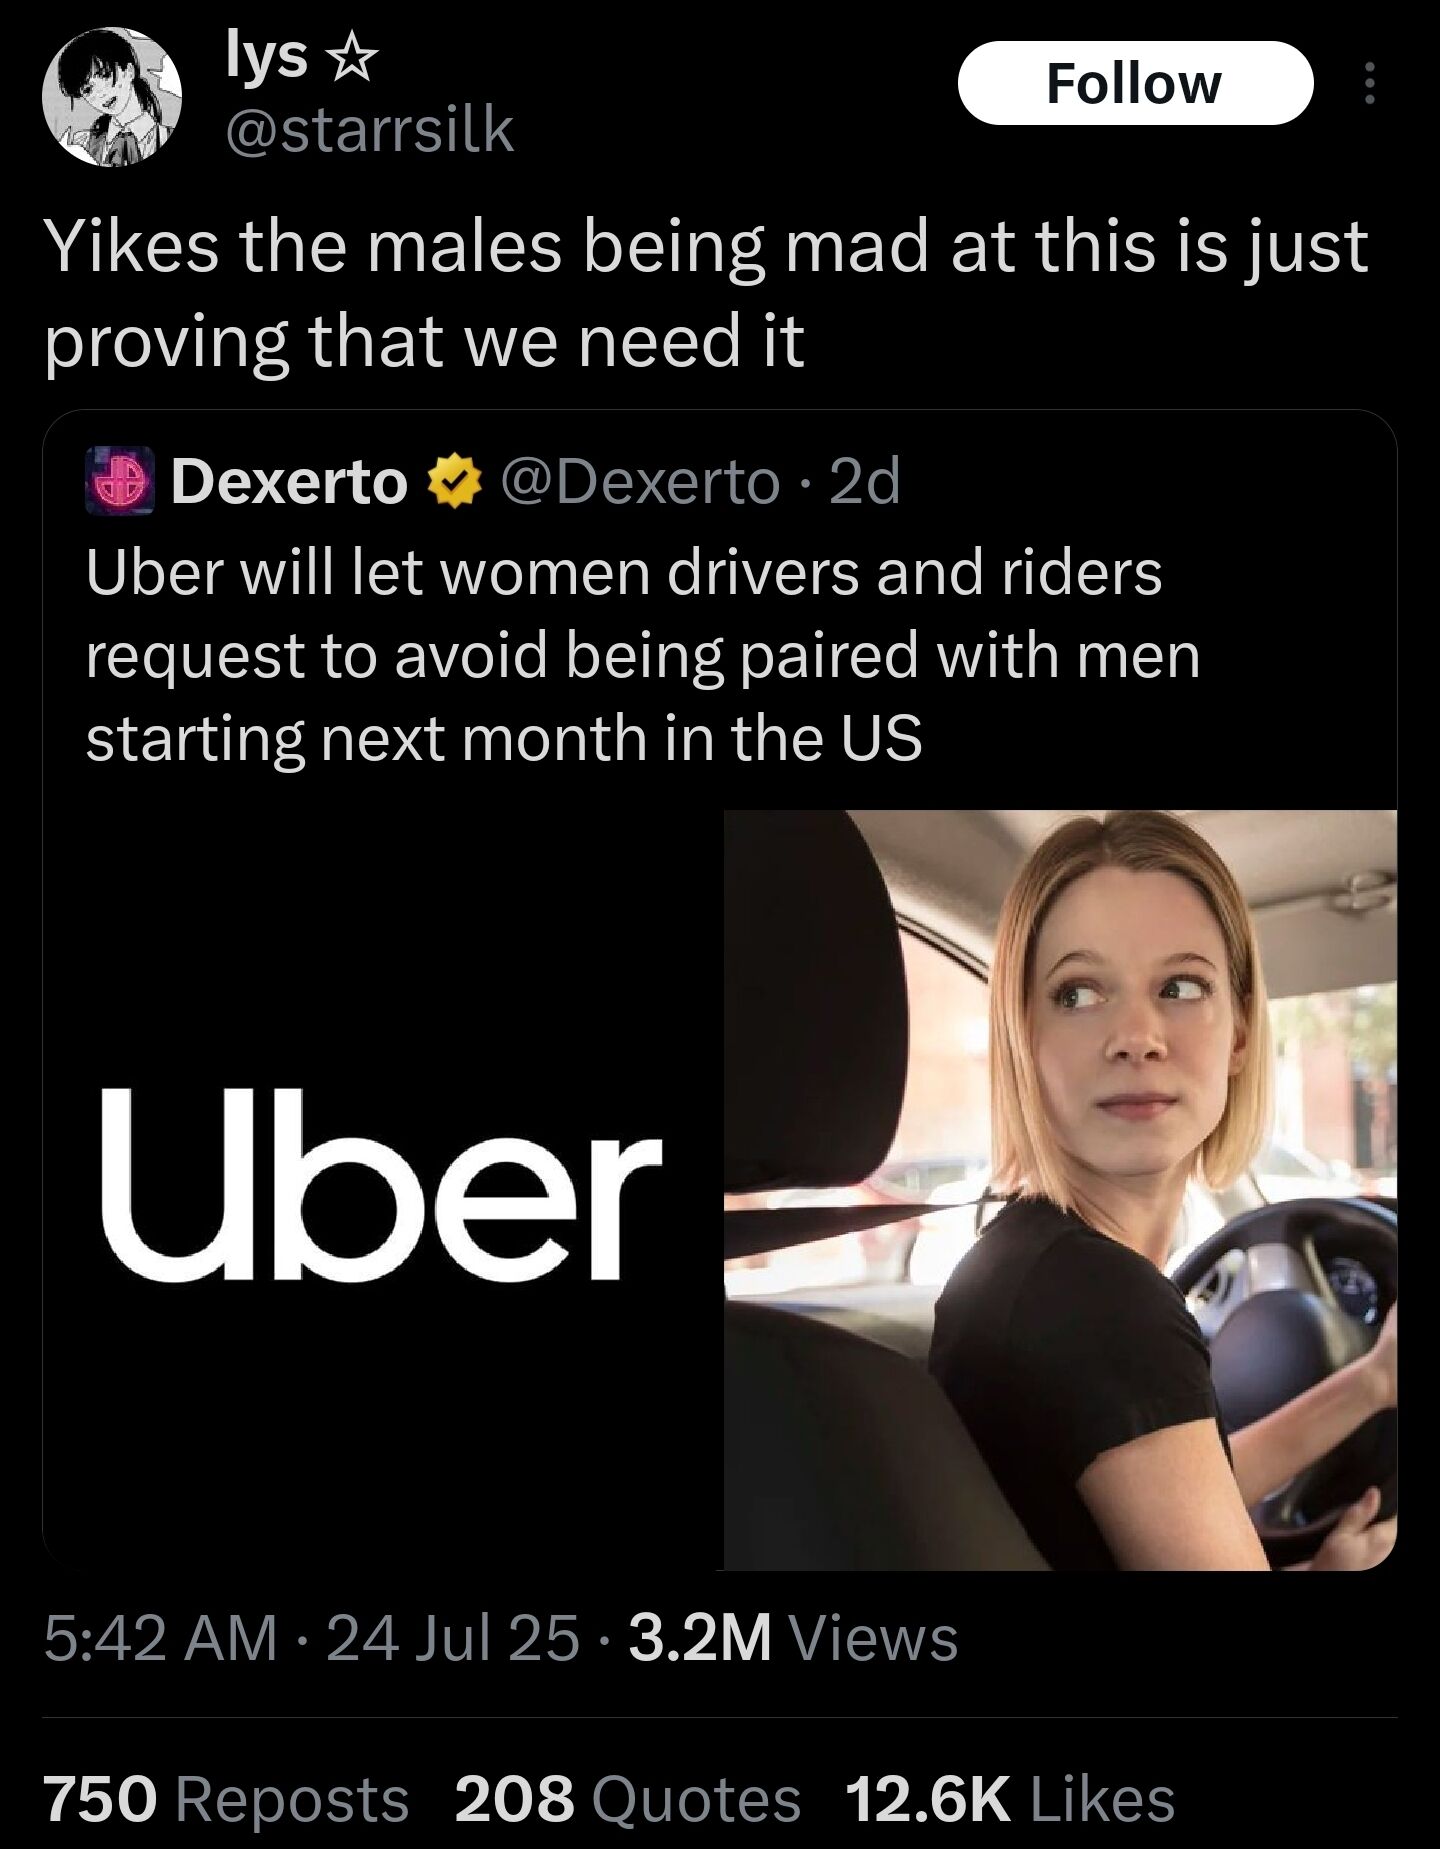 lys ☆
@starrsilk
Follow
Yikes the males being mad at this is just
proving that we need it
Dexerto @Dexerto · 2d
Uber will let women drivers and riders
request to avoid being paired with men
starting next month in the US
Uber
5:42 AM · 24 Jul 25 · 3.2M Views
750 Reposts 208 Quotes 12.6K Likes